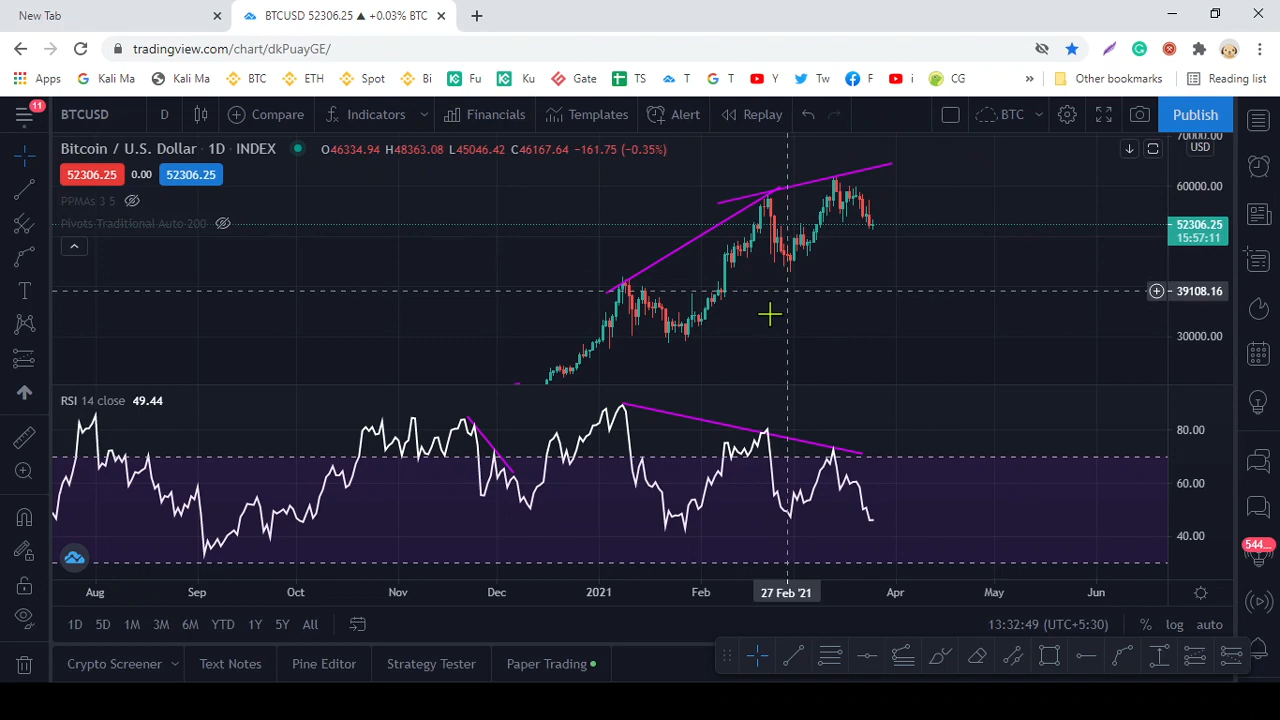 New Tab
BTCUSD 52306.25 ▲ +0.03% BTC
tradingview.com/chart/dkPuayGE/
Apps Kali Ma Kali Ma BTC ETH Spot Bi Fu Ku Gate TS T T Y Tw F i CG » Other bookmarks Reading list
11
BTCUSD D Compare Indicators Financials Templates Alert Replay BTC Publish
Bitcoin / U.S. Dollar · 1D · INDEX O46334.94 H48363.08 L45046.42 C46167.64 −161.75 (−0.35%)
70000.00
USD
52306.25 0.00 52306.25
60000.00
PPMAs 3 5
Pivots Traditional Auto 200
52306.25
15:57:11
39108.16
30000.00
RSI 14 close 49.44
80.00
60.00
40.00
544...
Aug Sep Oct Nov Dec 2021 Feb 27 Feb '21 Apr May Jun
1D 5D 1M 3M 6M YTD 1Y 5Y All 13:32:49 (UTC+5:30) % log auto
Crypto Screener Text Notes Pine Editor Strategy Tester Paper Trading